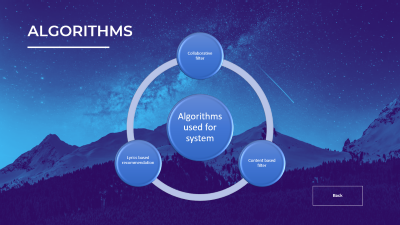 ALGORITHMS
Collaborative
filter
Algorithms
used for
system
Lyrics based
recommendation
Content based
filter
Back